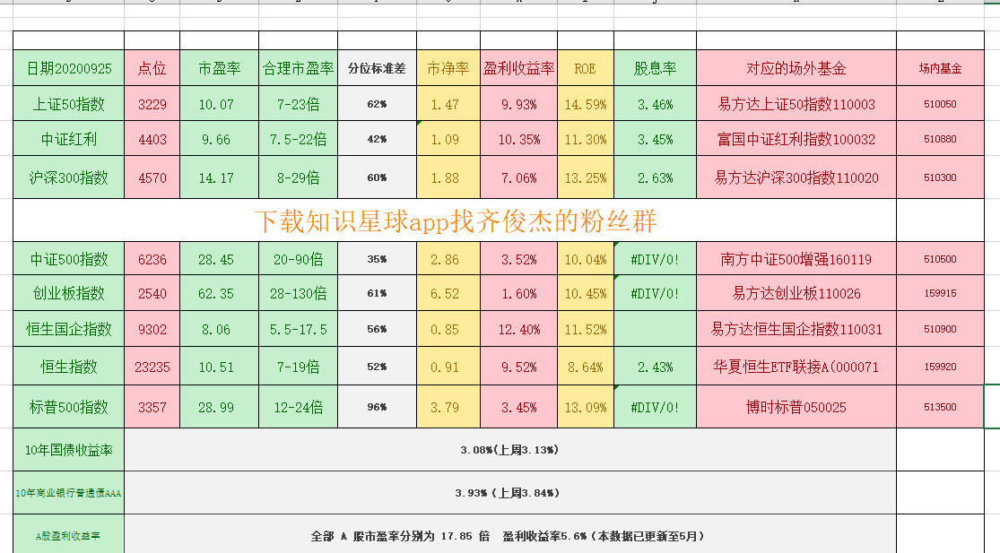 日期20200925 点位 市盈率 合理市盈率 分位标准差 市净率 盈利收益率 ROE 股息率 对应的场外基金 场内基金
上证50指数 3229 10.07 7-23倍 62% 1.47 9.93% 14.59% 3.46% 易方达上证50指数110003 510050
中证红利 4403 9.66 7.5-22倍 42% 1.09 10.35% 11.30% 3.45% 富国中证红利指数100032 510880
沪深300指数 4570 14.17 8-29倍 60% 1.88 7.06% 13.25% 2.63% 易方达沪深300指数110020 510300
下载知识星球app找齐俊杰的粉丝群
中证500指数 6236 28.45 20-90倍 35% 2.86 3.52% 10.04% #DIV/0! 南方中证500增强160119 510500
创业板指数 2540 62.35 28-130倍 61% 6.52 1.60% 10.45% #DIV/0! 易方达创业板110026 159915
恒生国企指数 9302 8.06 5.5-17.5 56% 0.85 12.40% 11.52% 易方达恒生国企指数110031 510900
恒生指数 23235 10.51 7-19倍 52% 0.91 9.52% 8.64% 2.43% 华夏恒生ETF联接A(000071 159920
标普500指数 3357 28.99 12-24倍 96% 3.79 3.45% 13.09% #DIV/0! 博时标普050025 513500
10年国债收益率 3.08%(上周3.13%)
10年商业银行普通债AAA 3.93% (上周3.84%)
A股盈利收益率 全部 A 股市盈率分别为 17.85 倍 盈利收益率5.6% (本数据已更新至5月)